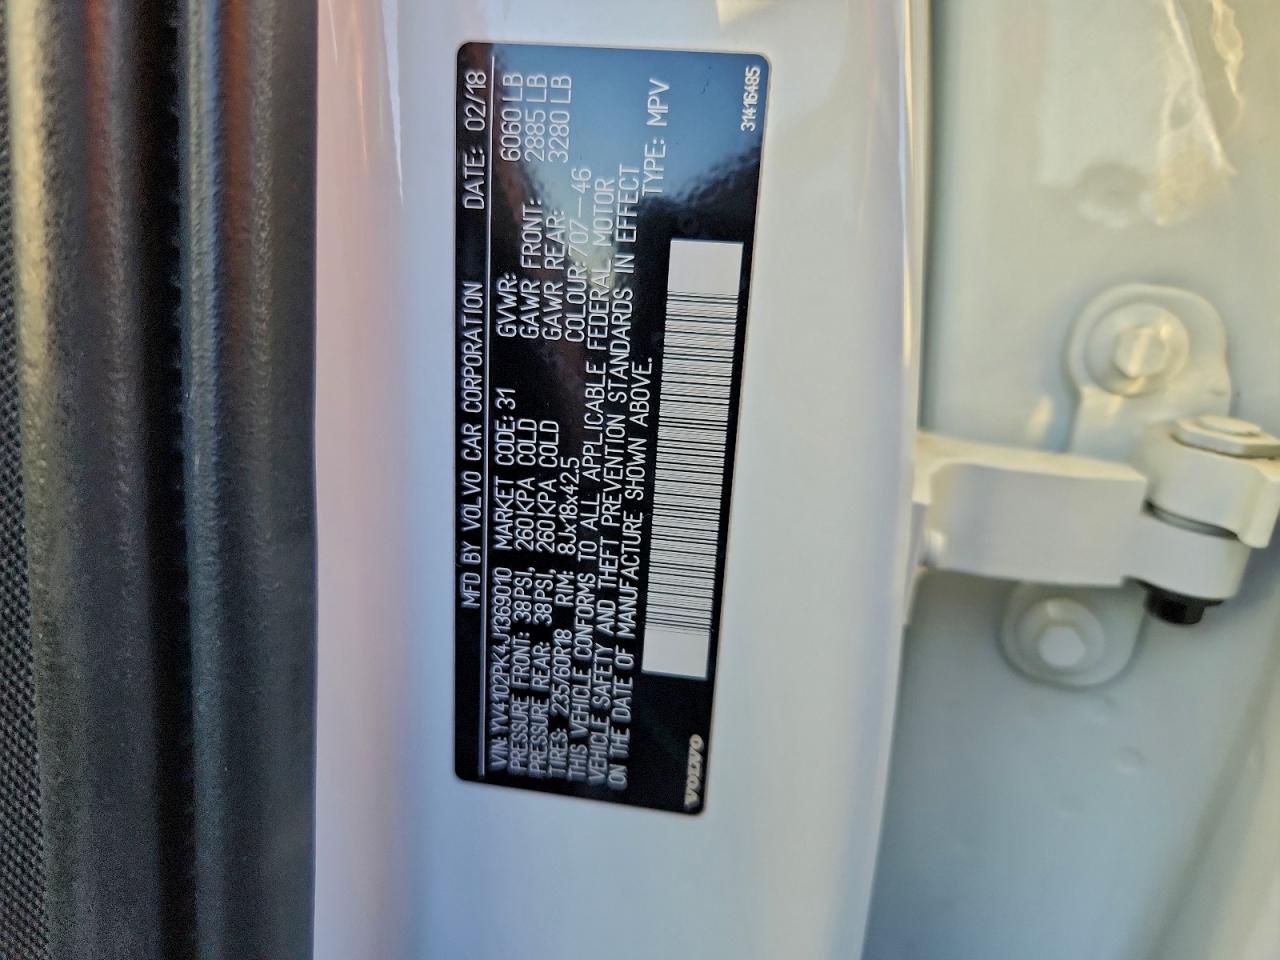 MFD BY VOLVO CAR CORPORATION DATE: 02/18
VIN: YV4102PK4J1369010 MARKET CODE: 31 GVWR: 6060 LB
PRESSURE FRONT: 38PSI, 260KPA COLD GAWR FRONT: 2885 LB
PRESSURE REAR: 38PSI, 260KPA COLD GAWR REAR: 3280 LB
TIRES: 235/60R18 RIM: 8Jx18x42.5 COLOUR: 707-46
THIS VEHICLE CONFORMS TO ALL APPLICABLE FEDERAL MOTOR
VEHICLE SAFETY AND THEFT PREVENTION STANDARDS IN EFFECT
ON THE DATE OF MANUFACTURE SHOWN ABOVE. TYPE: MPV
VOLVO
31416485